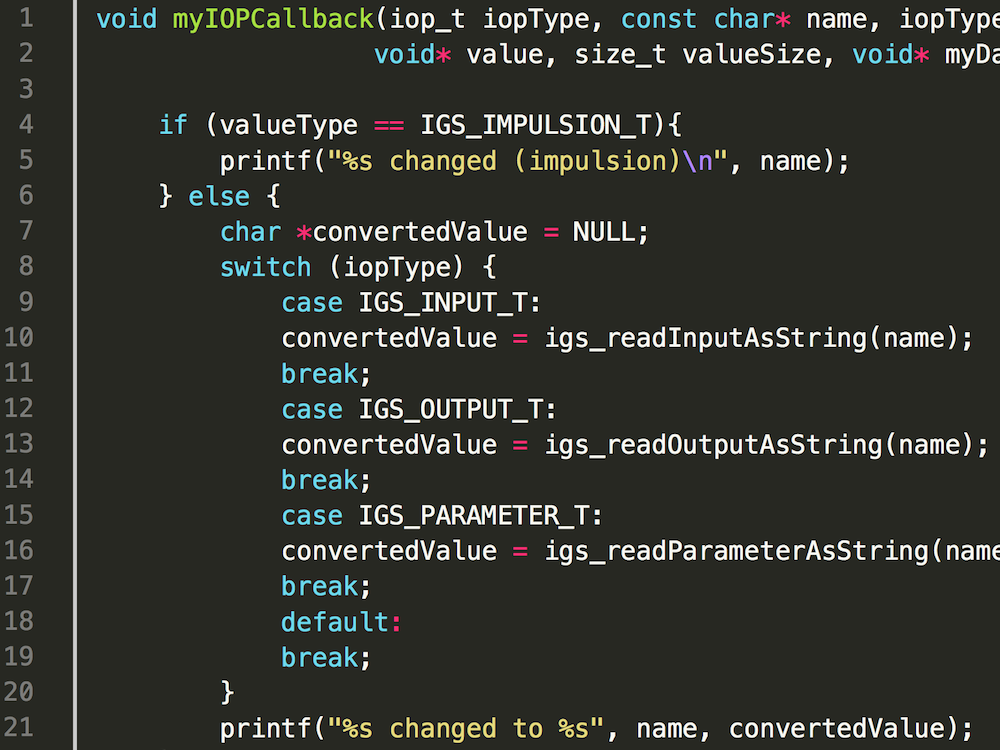 1 void myIOPCallback(iop_t iopType, const char* name, iopType
2 void* value, size_t valueSize, void* myDa
3
4 if (valueType == IGS_IMPULSION_T){
5 printf("%s changed (impulsion)\n", name);
6 } else {
7 char *convertedValue = NULL;
8 switch (iopType) {
9 case IGS_INPUT_T:
10 convertedValue = igs_readInputAsString(name);
11 break;
12 case IGS_OUTPUT_T:
13 convertedValue = igs_readOutputAsString(name);
14 break;
15 case IGS_PARAMETER_T:
16 convertedValue = igs_readParameterAsString(name
17 break;
18 default:
19 break;
20 }
21 printf("%s changed to %s", name, convertedValue);